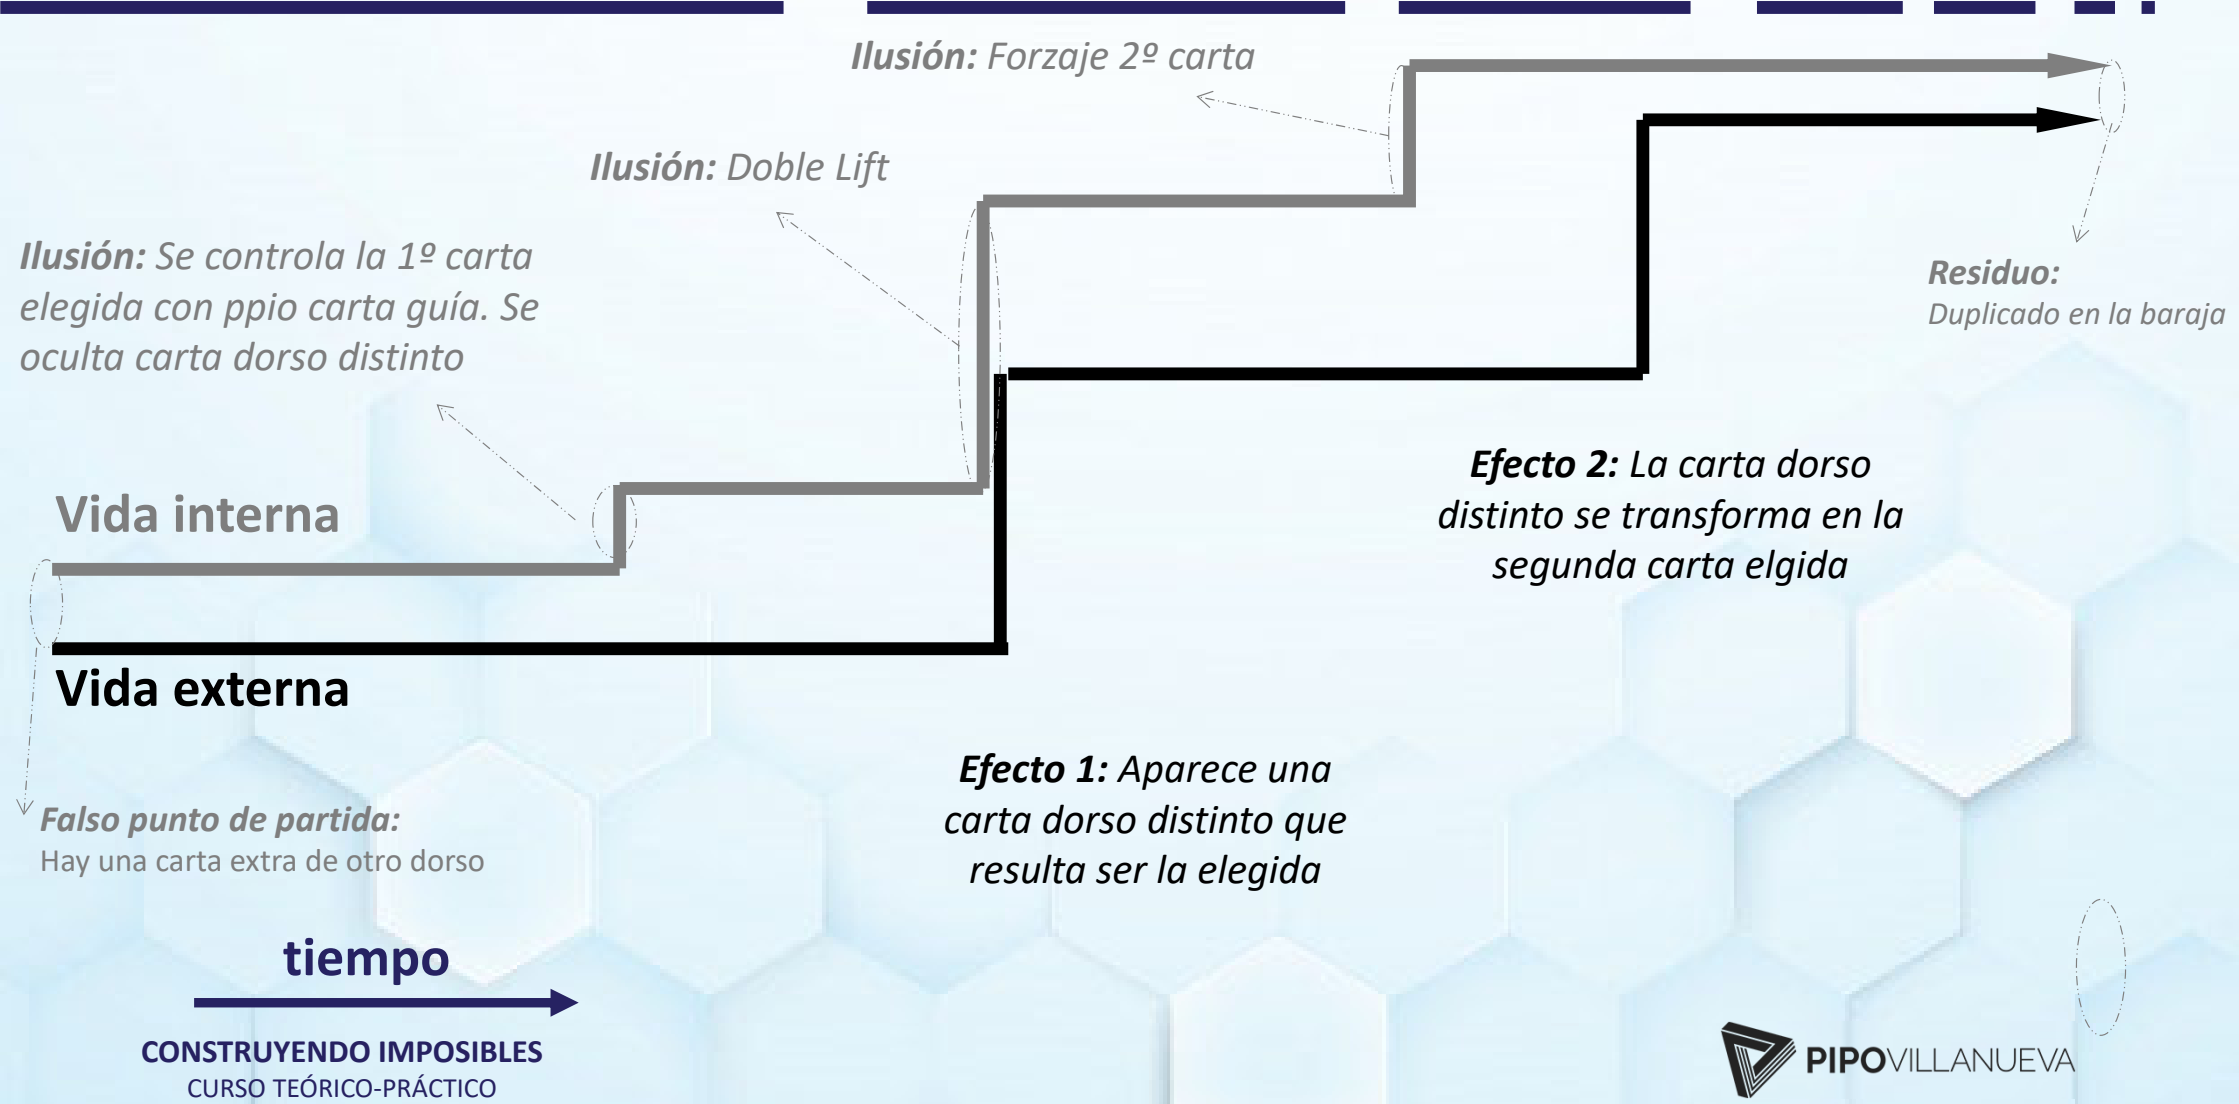 Ilusión: Forzaje 2º carta
Ilusión: Doble Lift
Ilusión: Se controla la 1º carta
elegida con ppio carta guía. Se
oculta carta dorso distinto
Residuo:
Duplicado en la baraja
Vida interna
Efecto 2: La carta dorso
distinto se transforma en la
segunda carta elgida
Vida externa
Efecto 1: Aparece una
carta dorso distinto que
resulta ser la elegida
Falso punto de partida:
Hay una carta extra de otro dorso
tiempo
CONSTRUYENDO IMPOSIBLES
CURSO TEÓRICO-PRÁCTICO
PIPOVILLANUEVA